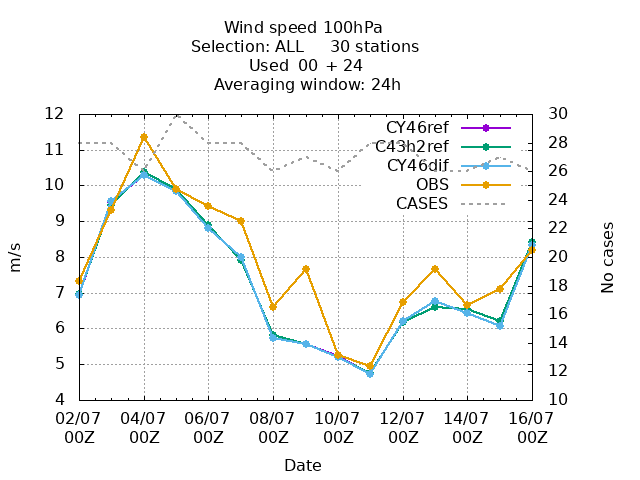 Wind speed 100hPa
Selection: ALL 30 stations
Used 00 + 24
Averaging window: 24h
12
11
10
9
8
7
6
5
4
m/s
30
28
26
24
22
20
18
16
14
12
10
No cases
CY46ref
C43h2ref
CY46dif
OBS
CASES
02/07 04/07 06/07 08/07 10/07 12/07 14/07 16/07
00Z 00Z 00Z 00Z 00Z 00Z 00Z 00Z
Date